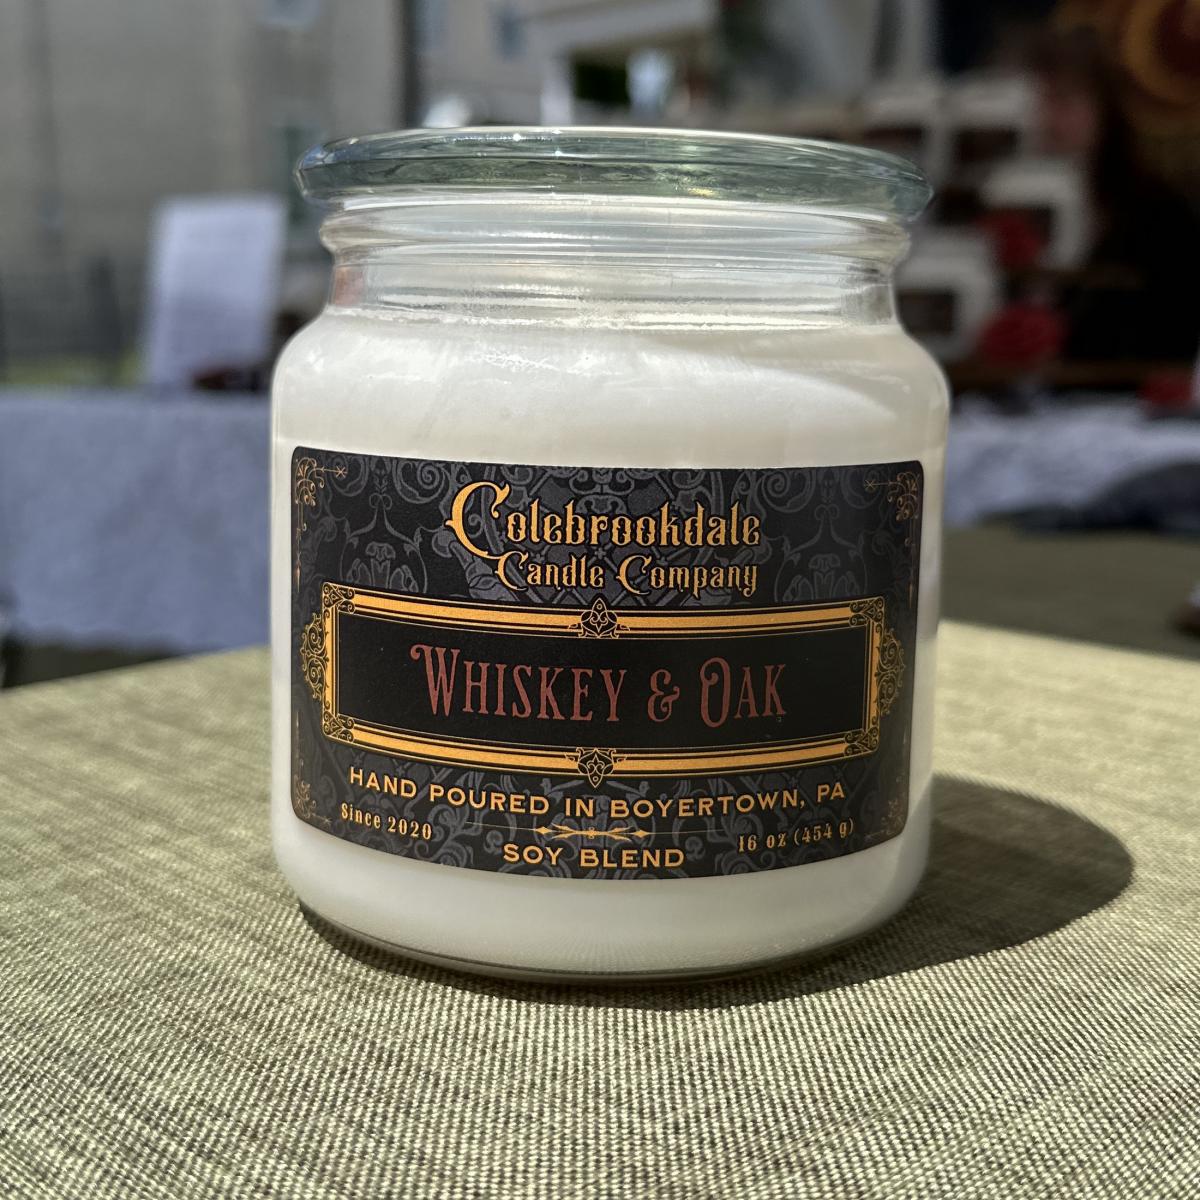 Colebrookdale
Candle Company
WHISKEY & OAK
HAND POURED IN BOYERTOWN, PA
Since 2020
16 oz (454 g)
SOY BLEND